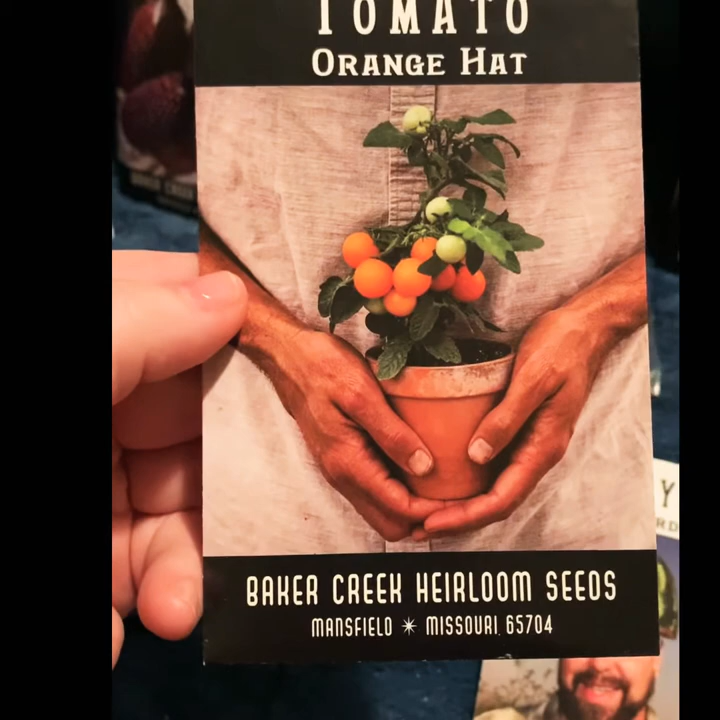 TOMATO
ORANGE HAT
BAKER CREEK HEIRLOOM SEEDS
MANSFIELD ✴ MISSOURI 65704